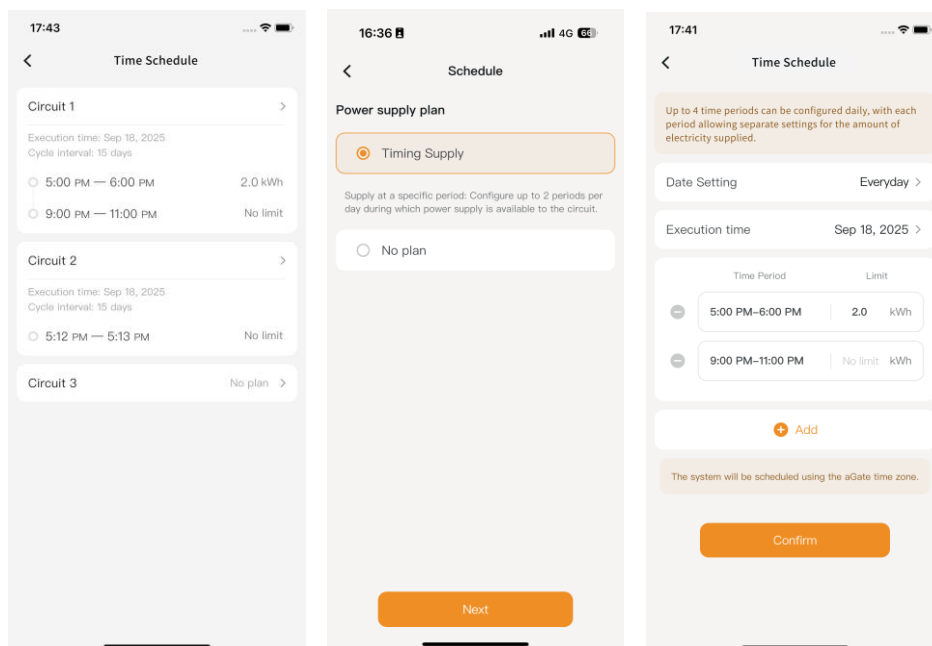 17:43
Time Schedule
Circuit 1
Execution time: Sep 18, 2025
Cycle interval: 15 days
5:00 PM — 6:00 PM 2.0 kWh
9:00 PM — 11:00 PM No limit
Circuit 2
Execution time: Sep 18, 2025
Cycle interval: 15 days
5:12 PM — 5:13 PM No limit
Circuit 3 No plan
16:36 4G 66
Schedule
Power supply plan
Timing Supply
Supply at a specific period: Configure up to 2 periods per
day during which power supply is available to the circuit.
No plan
Next
17:41
Time Schedule
Up to 4 time periods can be configured daily, with each
period allowing separate settings for the amount of
electricity supplied.
Date Setting Everyday
Execution time Sep 18, 2025
Time Period Limit
5:00 PM–6:00 PM 2.0 kWh
9:00 PM–11:00 PM No limit kWh
Add
The system will be scheduled using the aGate time zone.
Confirm